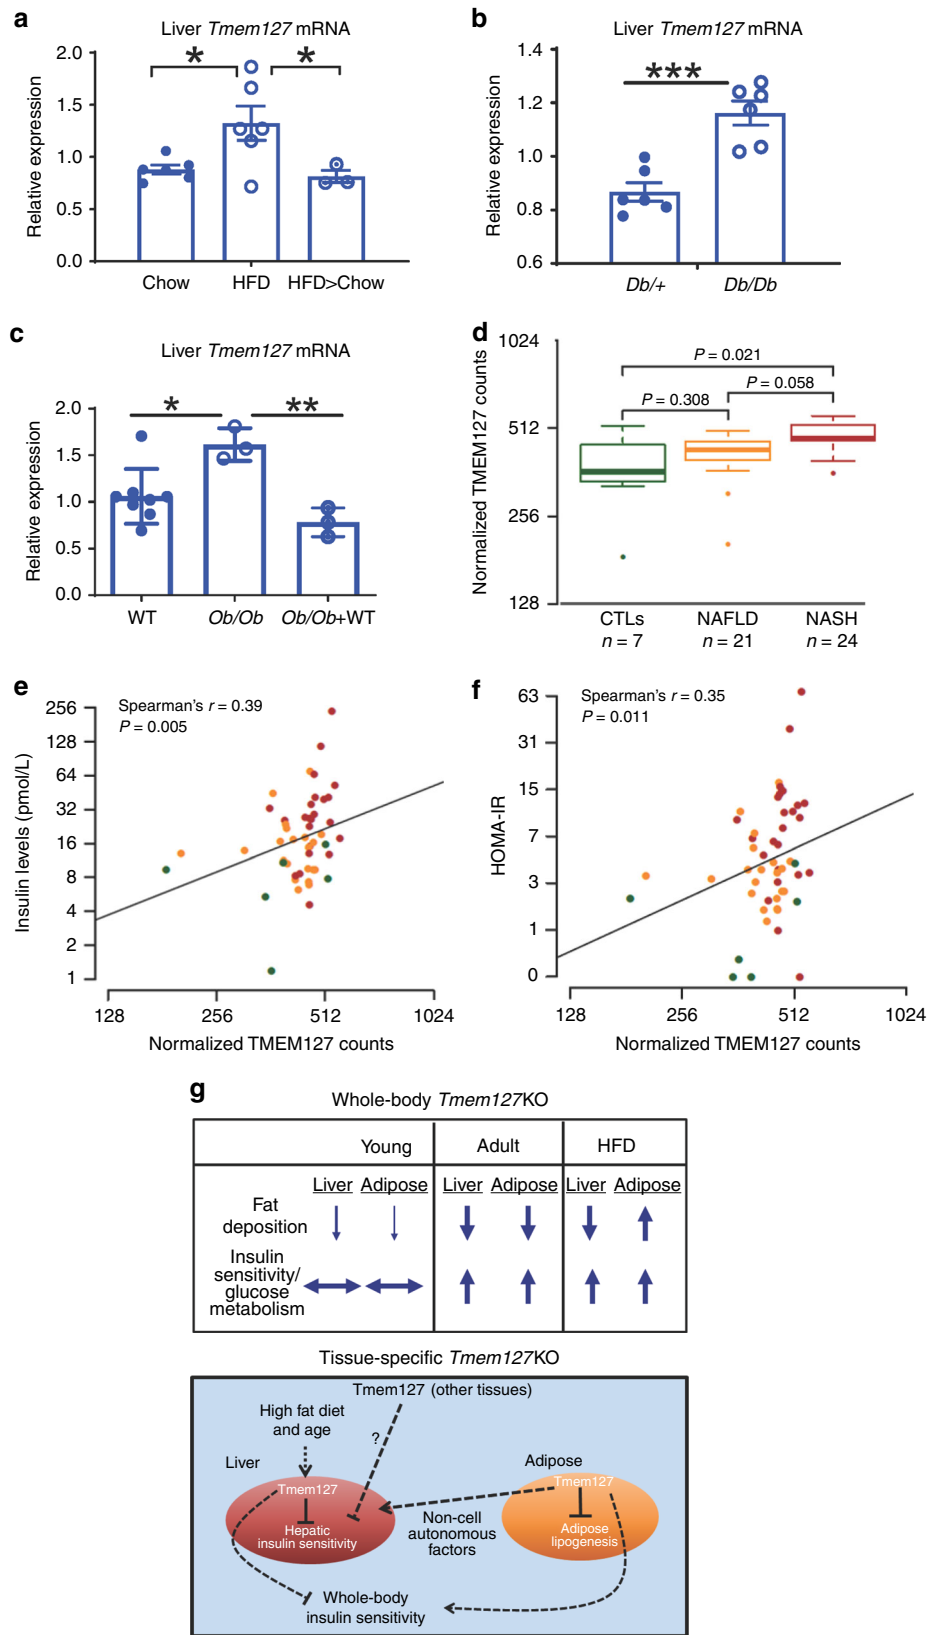 a
Liver Tmem127 mRNA
Relative expression
2.0
1.5
1.0
0.5
0.0
*
*
Chow
HFD
HFD>Chow
b
Liver Tmem127 mRNA
Relative expression
1.4
1.2
1.0
0.8
0.6
***
Db/+
Db/Db
c
Liver Tmem127 mRNA
Relative expression
2.0
1.5
1.0
0.5
0.0
*
**
WT
Ob/Ob
Ob/Ob+WT
d
Normalized TMEM127 counts
1024
512
256
128
P = 0.021
P = 0.058
P = 0.308
CTLs
NAFLD
NASH
n = 7
n = 21
n = 24
e
Spearman's r = 0.39
P = 0.005
Insulin levels (pmol/L)
256
128
64
32
16
8
4
2
1
128
256
512
1024
Normalized TMEM127 counts
f
Spearman's r = 0.35
P = 0.011
HOMA-IR
63
31
15
7
3
1
0
128
256
512
1024
Normalized TMEM127 counts
g
Whole-body Tmem127KO
Young
Adult
HFD
Liver Adipose
Liver Adipose
Liver Adipose
Fat
deposition
Insulin
sensitivity/
glucose
metabolism
Tissue-specific Tmem127KO
Tmem127 (other tissues)
High fat diet
and age
?
Liver
Adipose
Tmem127
Tmem127
Hepatic
insulin sensitivity
Non-cell
autonomous
factors
Adipose
lipogenesis
Whole-body
insulin sensitivity